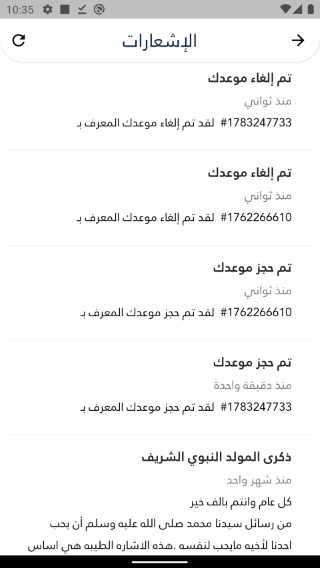 10:35
الإشعارات
تم إلغاء موعدك
منذ ثواني
لقد تم إلغاء موعدك المعرف بـ #1783247733
تم إلغاء موعدك
منذ ثواني
لقد تم إلغاء موعدك المعرف بـ #1762266610
تم حجز موعدك
منذ ثواني
لقد تم حجز موعدك المعرف بـ #1762266610
تم حجز موعدك
منذ دقيقة واحدة
لقد تم حجز موعدك المعرف بـ #1783247733
ذكرى المولد النبوي الشريف
منذ شهر واحد
كل عام وانتم بالف خير
من رسائل سيدنا محمد صلى الله عليه وسلم أن يحب
احدنا لأخيه مايحب لنفسه .هذه الاشاره الطيبه هي اساس